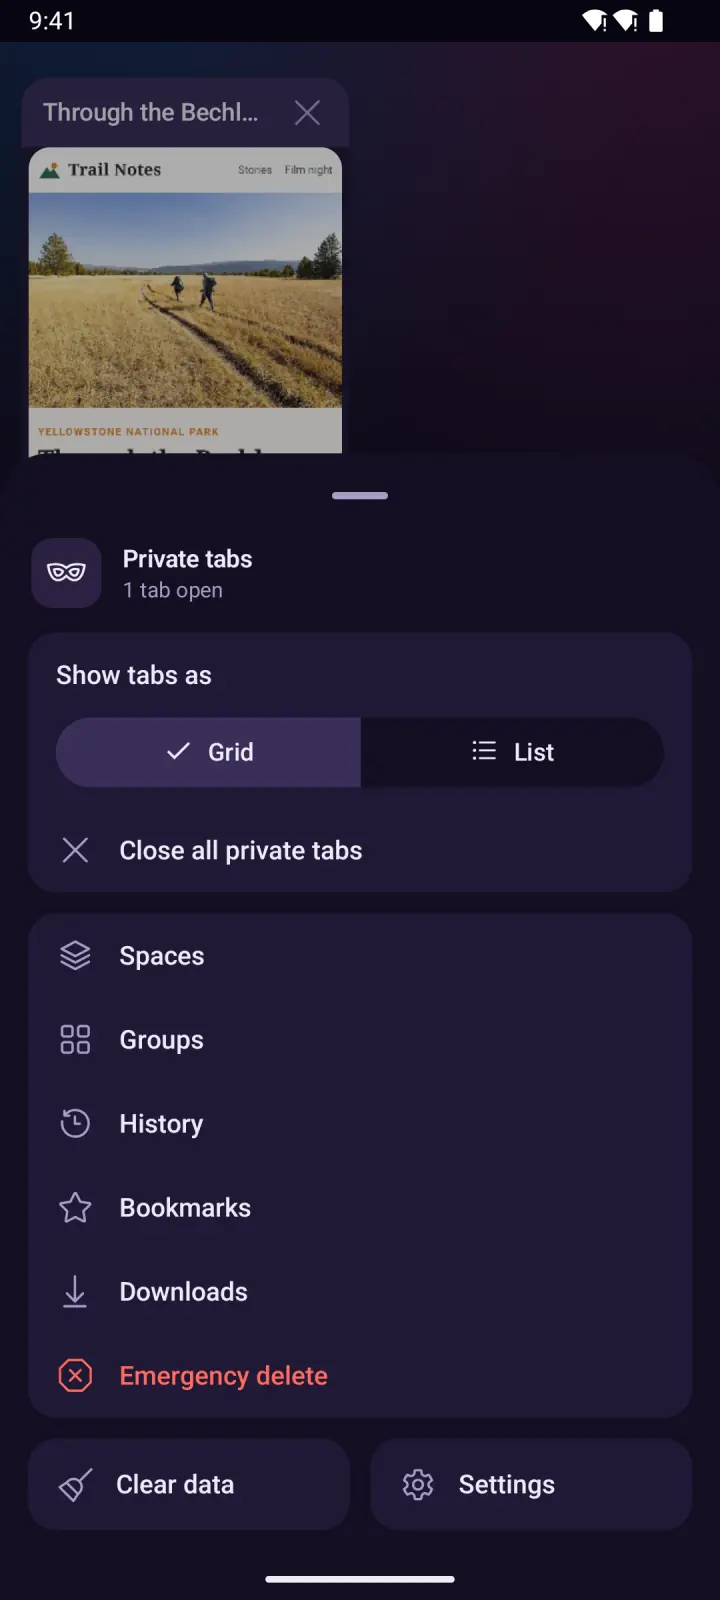 9:41
Through the Bechl...
Trail Notes
Stories Film night
YELLOWSTONE NATIONAL PARK
Private tabs
1 tab open
Show tabs as
Grid
List
Close all private tabs
Spaces
Groups
History
Bookmarks
Downloads
Emergency delete
Clear data
Settings